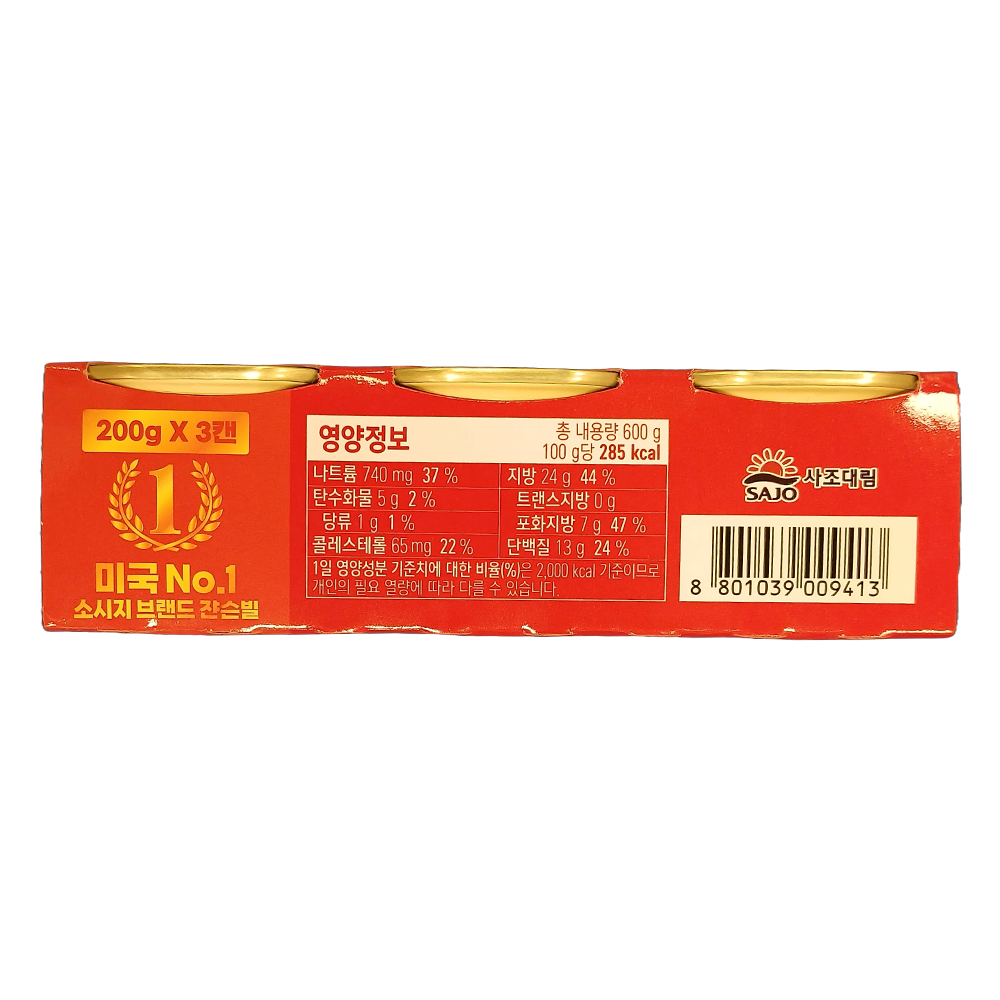 200g X 3캔
1
미국 No.1
소시지 브랜드 쟌슨빌
영양정보
총 내용량 600 g
100 g당 285 kcal
나트륨 740 mg 37 %
지방 24 g 44 %
탄수화물 5 g 2 %
트랜스지방 0 g
당류 1 g 1 %
포화지방 7 g 47 %
콜레스테롤 65 mg 22 %
단백질 13 g 24 %
1일 영양성분 기준치에 대한 비율(%)은 2,000 kcal 기준이므로
개인의 필요 열량에 따라 다를 수 있습니다.
SAJO 사조대림
8 801039 009413